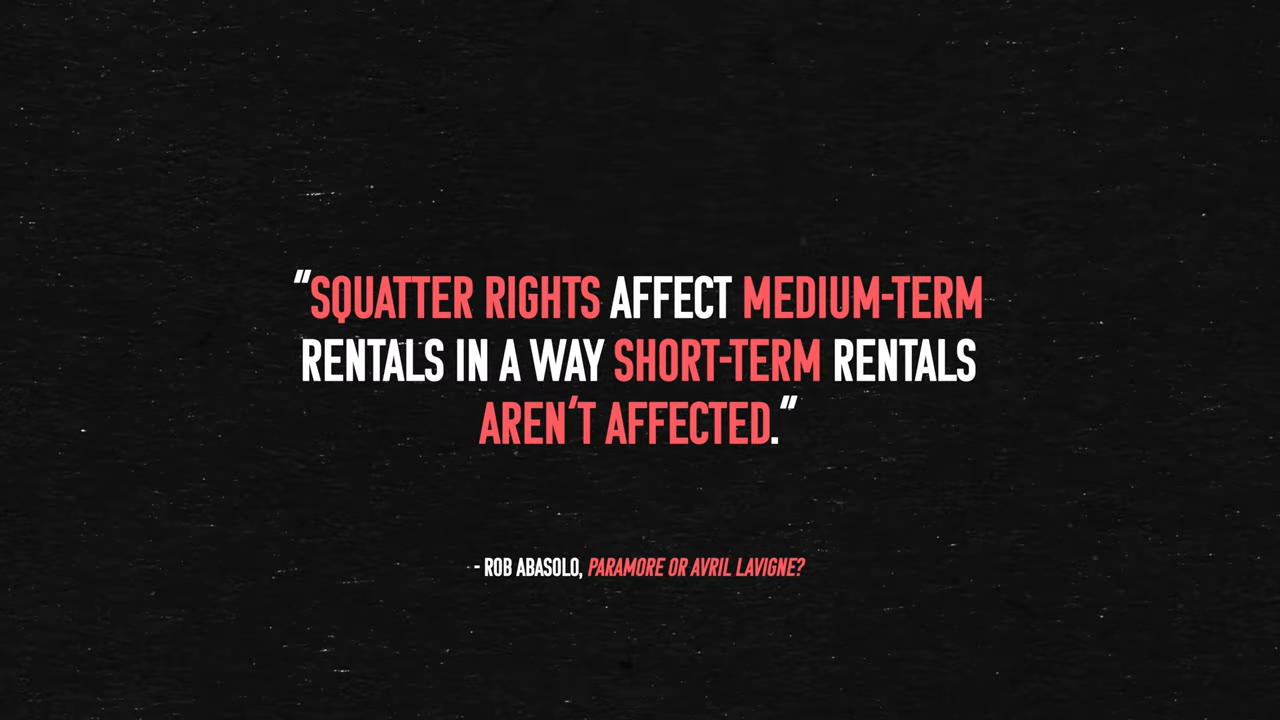 "SQUATTER RIGHTS AFFECT MEDIUM-TERM
RENTALS IN A WAY SHORT-TERM RENTALS
AREN'T AFFECTED."
- ROB ABASOLO, PARAMORE OR AVRIL LAVIGNE?